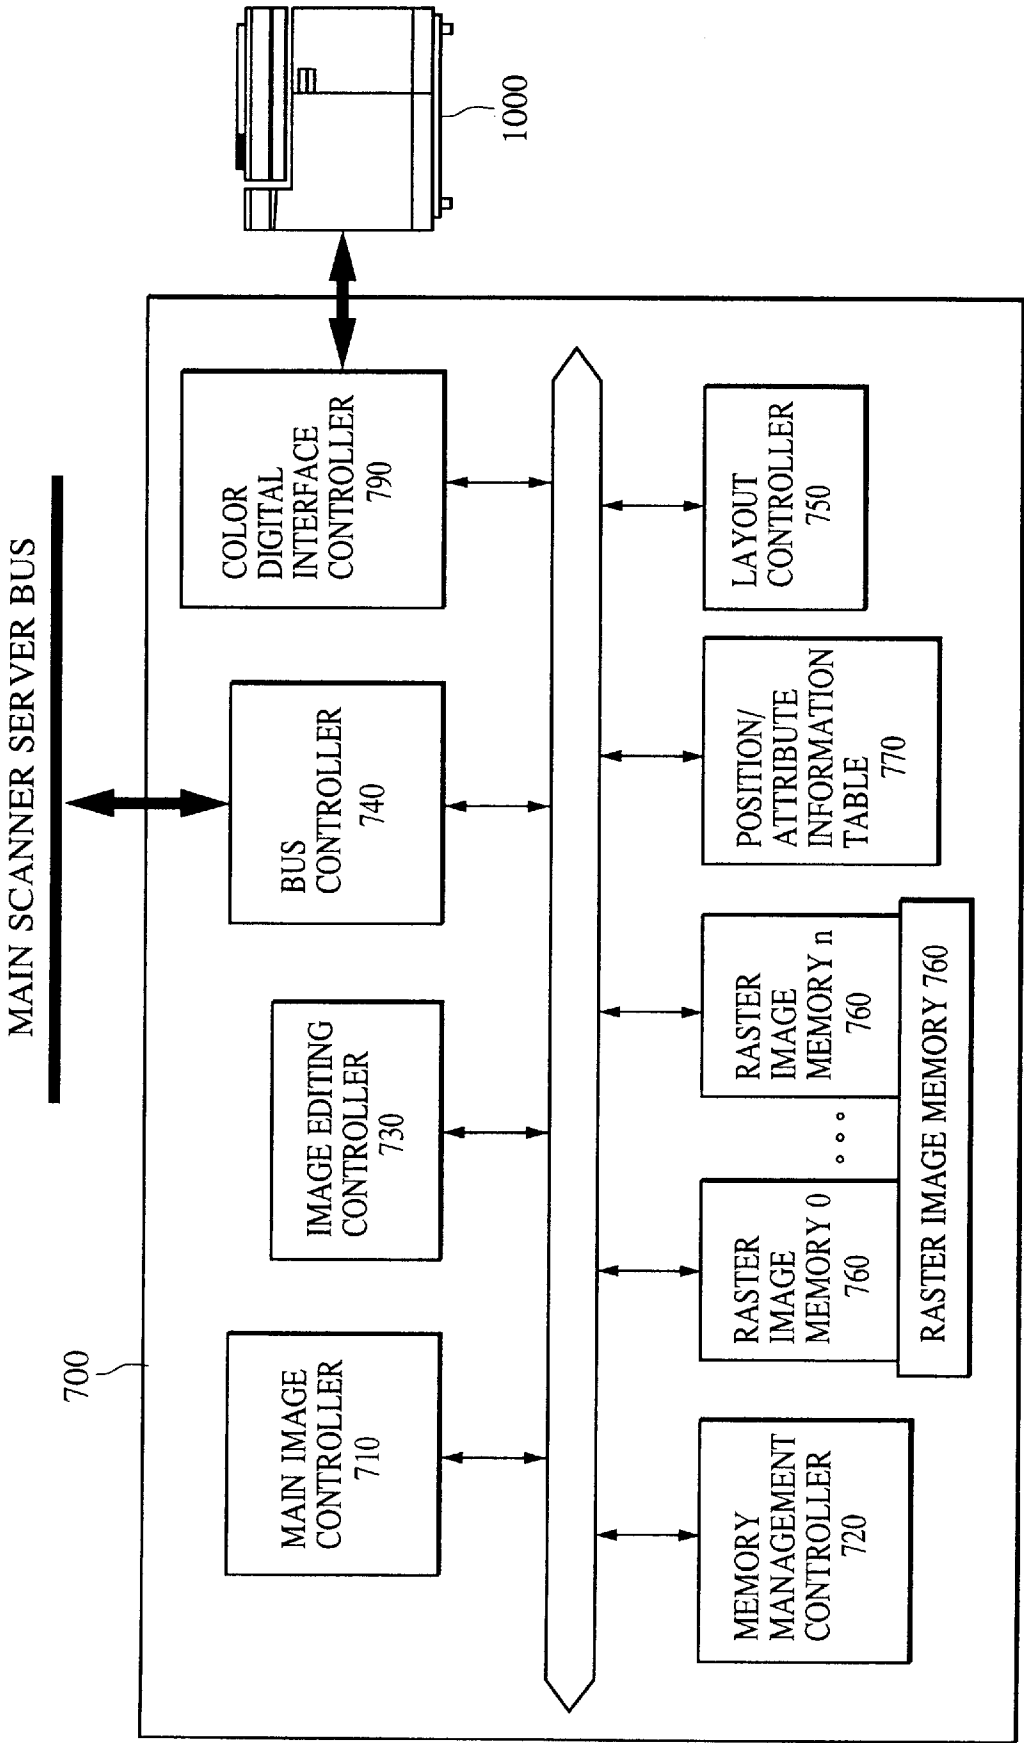 MAIN SCANNER SERVER BUS
700
MAIN IMAGE
CONTROLLER
710
IMAGE EDITING
CONTROLLER
730
BUS
CONTROLLER
740
COLOR
DIGITAL
INTERFACE
CONTROLLER
790
1000
MEMORY
MANAGEMENT
CONTROLLER
720
RASTER
IMAGE
MEMORY 0
760
RASTER
IMAGE
MEMORY n
760
RASTER IMAGE MEMORY 760
POSITION/
ATTRIBUTE
INFORMATION
TABLE
770
LAYOUT
CONTROLLER
750